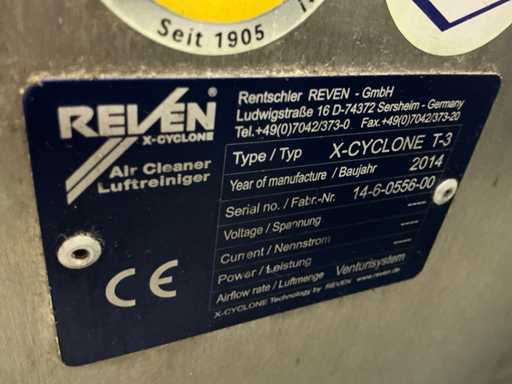 Seit 1905
REVEN
X-CYCLONE
Air Cleaner
Luftreiniger
CE
Rentschler REVEN - GmbH
Ludwigstraße 16 D-74372 Sersheim - Germany
Tel.+49(0)7042/373-0 Fax.+49(0)7042/373-20
Type / Typ X-CYCLONE T-3
Year of manufacture / Baujahr 2014
Serial no. / Fabr.-Nr. 14-6-0556-00
Voltage / Spannung ----
Current / Nennstrom ----
Power / Leistung ----
Airflow rate / Luftmenge Venturisystem
X-CYCLONE Technology by REVEN www.reven.de